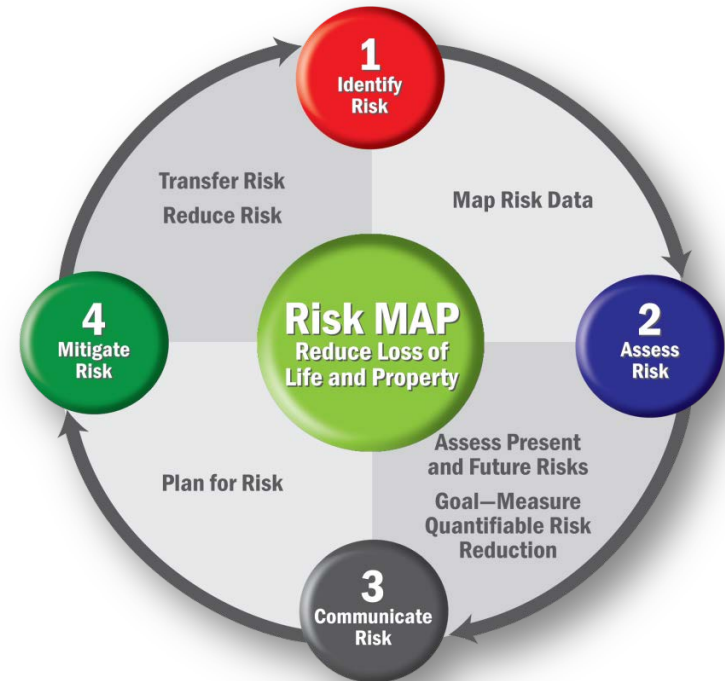 1
Identify
Risk
Transfer Risk
Reduce Risk
Map Risk Data
Risk MAP
Reduce Loss of
Life and Property
4
Mitigate
Risk
2
Assess
Risk
Assess Present
and Future Risks
Goal—Measure
Quantifiable Risk
Reduction
Plan for Risk
3
Communicate
Risk